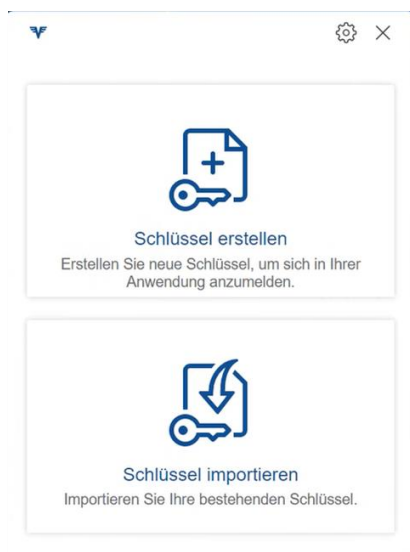 Schlüssel erstellen
Erstellen Sie neue Schlüssel, um sich in Ihrer
Anwendung anzumelden.
Schlüssel importieren
Importieren Sie Ihre bestehenden Schlüssel.